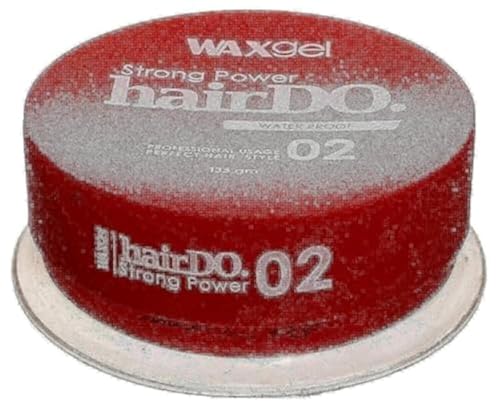 WAXgel
Strong Power
hairDO.
WATER PROOF
PROFESSIONAL USAGE
PERFECT HAIR STYLE
02
135 gm
hairDO.
Strong Power
02